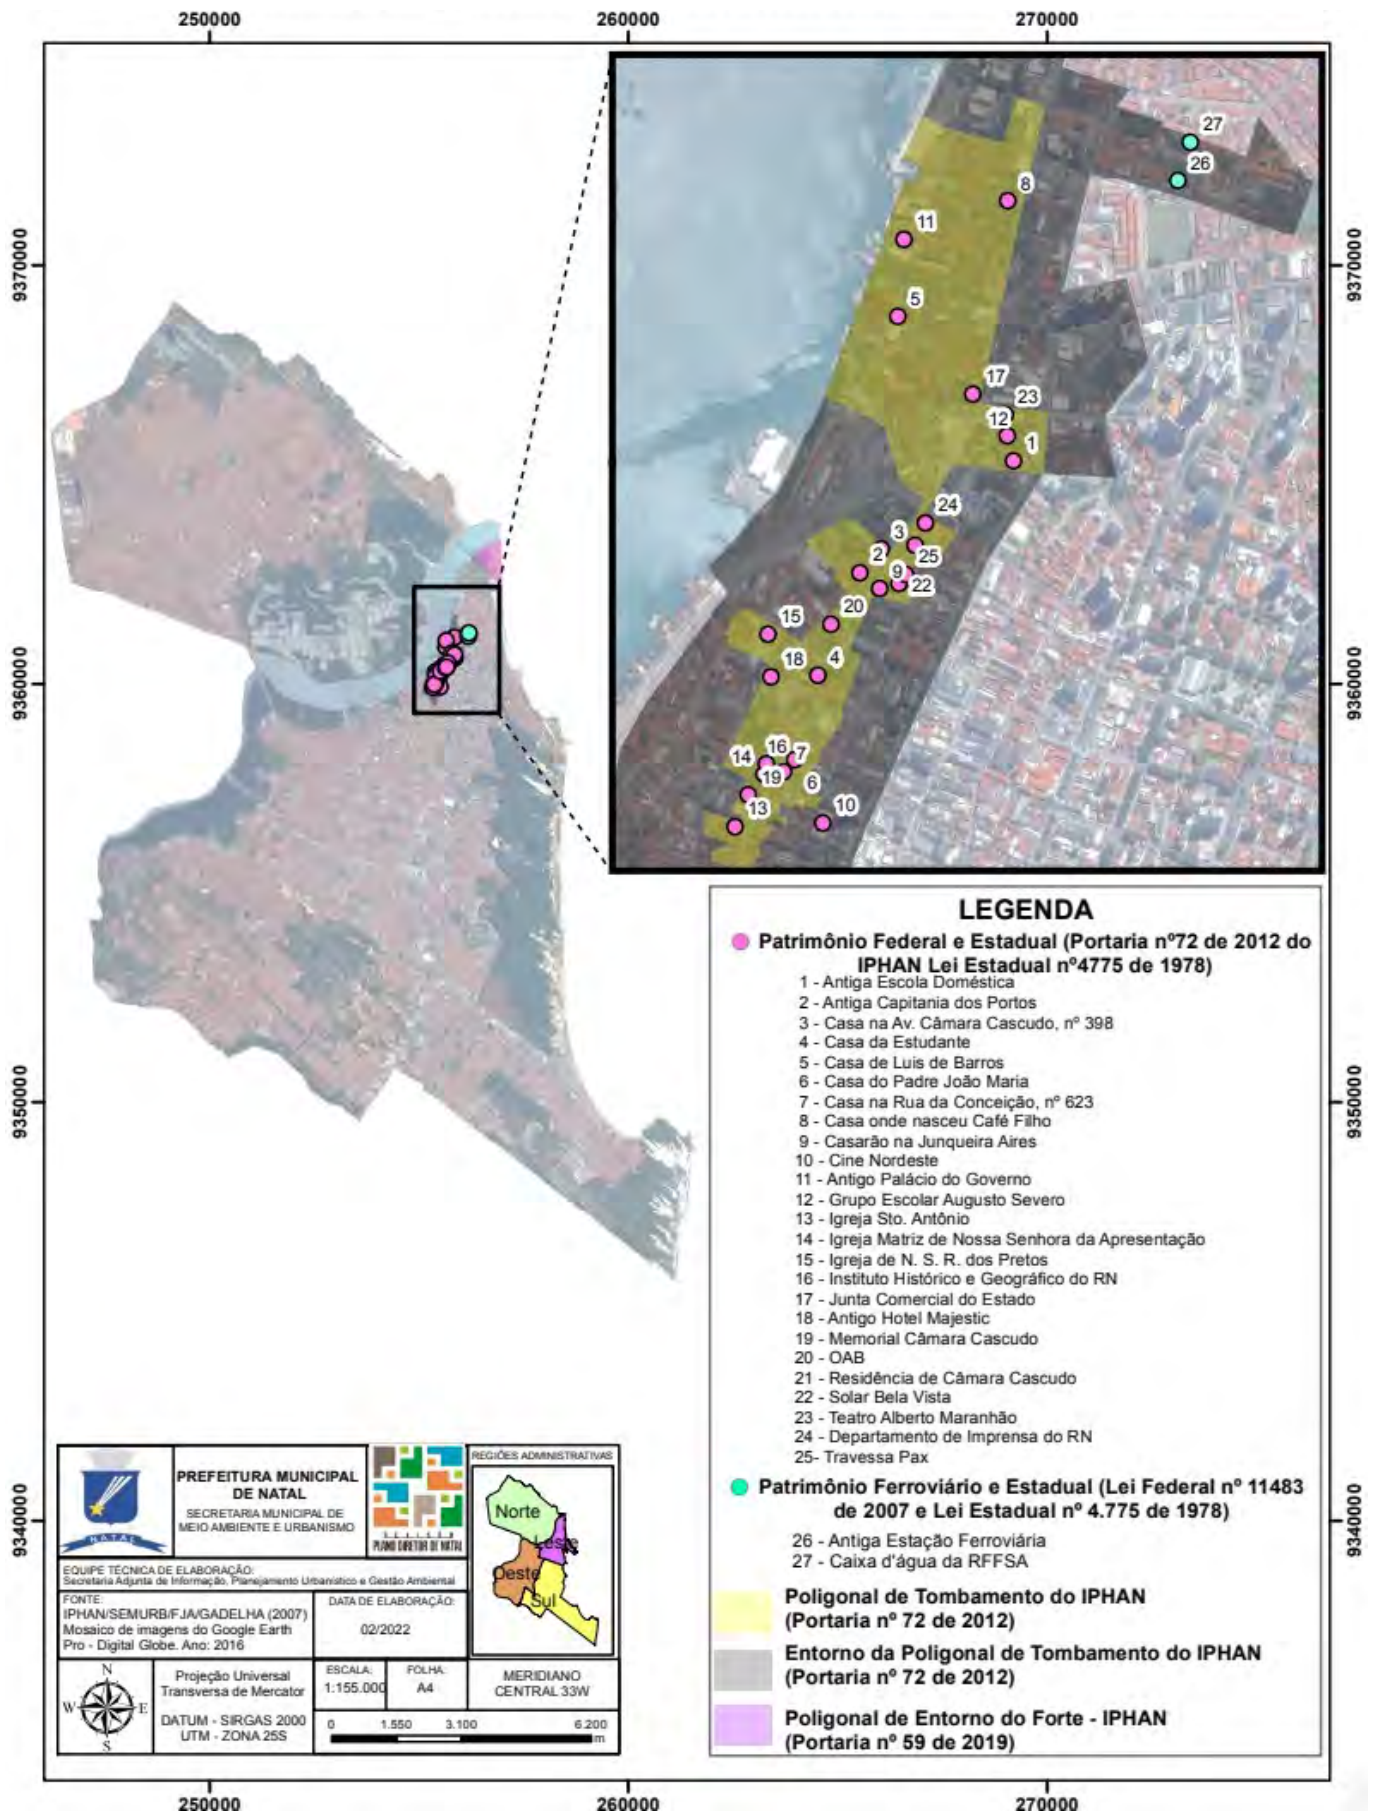 250000
260000
270000
9370000
9370000
9360000
9360000
9350000
9350000
9340000
9340000
250000
260000
270000
27
26
8
11
5
17
23
12
1
24
3
2
25
9
22
20
15
18
4
16
7
14
19
6
13
10
LEGENDA
Patrimônio Federal e Estadual (Portaria nº72 de 2012 do
IPHAN Lei Estadual nº4775 de 1978)
1 - Antiga Escola Doméstica
2 - Antiga Capitania dos Portos
3 - Casa na Av. Câmara Cascudo, nº 398
4 - Casa da Estudante
5 - Casa de Luis de Barros
6 - Casa do Padre João Maria
7 - Casa na Rua da Conceição, nº 623
8 - Casa onde nasceu Café Filho
9 - Casarão na Junqueira Aires
10 - Cine Nordeste
11 - Antigo Palácio do Governo
12 - Grupo Escolar Augusto Severo
13 - Igreja Sto. Antônio
14 - Igreja Matriz de Nossa Senhora da Apresentação
15 - Igreja de N. S. R. dos Pretos
16 - Instituto Histórico e Geográfico do RN
17 - Junta Comercial do Estado
18 - Antigo Hotel Majestic
19 - Memorial Câmara Cascudo
20 - OAB
21 - Residência de Câmara Cascudo
22 - Solar Bela Vista
23 - Teatro Alberto Maranhão
24 - Departamento de Imprensa do RN
25- Travessa Pax
Patrimônio Ferroviário e Estadual (Lei Federal nº 11483
de 2007 e Lei Estadual nº 4.775 de 1978)
26 - Antiga Estação Ferroviária
27 - Caixa d'água da RFFSA
Poligonal de Tombamento do IPHAN
(Portaria nº 72 de 2012)
Entorno da Poligonal de Tombamento do IPHAN
(Portaria nº 72 de 2012)
Poligonal de Entorno do Forte - IPHAN
(Portaria nº 59 de 2019)
NATAL
PREFEITURA MUNICIPAL
DE NATAL
SECRETARIA MUNICIPAL DE
MEIO AMBIENTE E URBANISMO
PLANO DIRETOR DE NATAL
REGIÕES ADMINISTRATIVAS
Norte
Leste
Oeste
Sul
EQUIPE TÉCNICA DE ELABORAÇÃO:
Secretaria Adjunta de Informação, Planejamento Urbanístico e Gestão Ambiental
FONTE:
IPHAN/SEMURB/FJA/GADELHA (2007)
Mosaico de imagens do Google Earth
Pro - Digital Globe. Ano: 2016
DATA DE ELABORAÇÃO:
02/2022
N
W
E
S
Projeção Universal
Transversa de Mercator
DATUM - SIRGAS 2000
UTM - ZONA 25S
ESCALA:
1:155.000
FOLHA:
A4
MERIDIANO
CENTRAL 33W
0 1.550 3.100 6.200
m